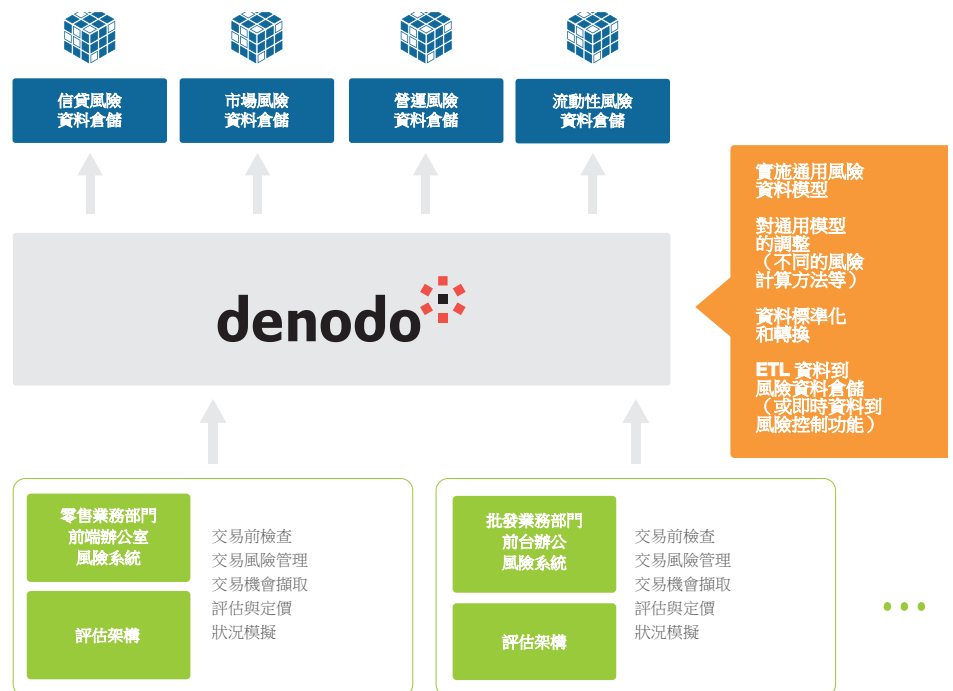 信貸風險
資料倉儲
市場風險
資料倉儲
營運風險
資料倉儲
流動性風險
資料倉儲
實施通用風險
資料模型
對通用模型
的調整
（不同的風險
計算方法等）
資料標準化
和轉換
ETL 資料到
風險資料倉儲
（或即時資料到
風險控制功能）
denodo
零售業務部門
前端辦公室
風險系統
評估架構
交易前檢查
交易風險管理
交易機會擷取
評估與定價
狀況模擬
批發業務部門
前台辦公
風險系統
評估架構
交易前檢查
交易風險管理
交易機會擷取
評估與定價
狀況模擬